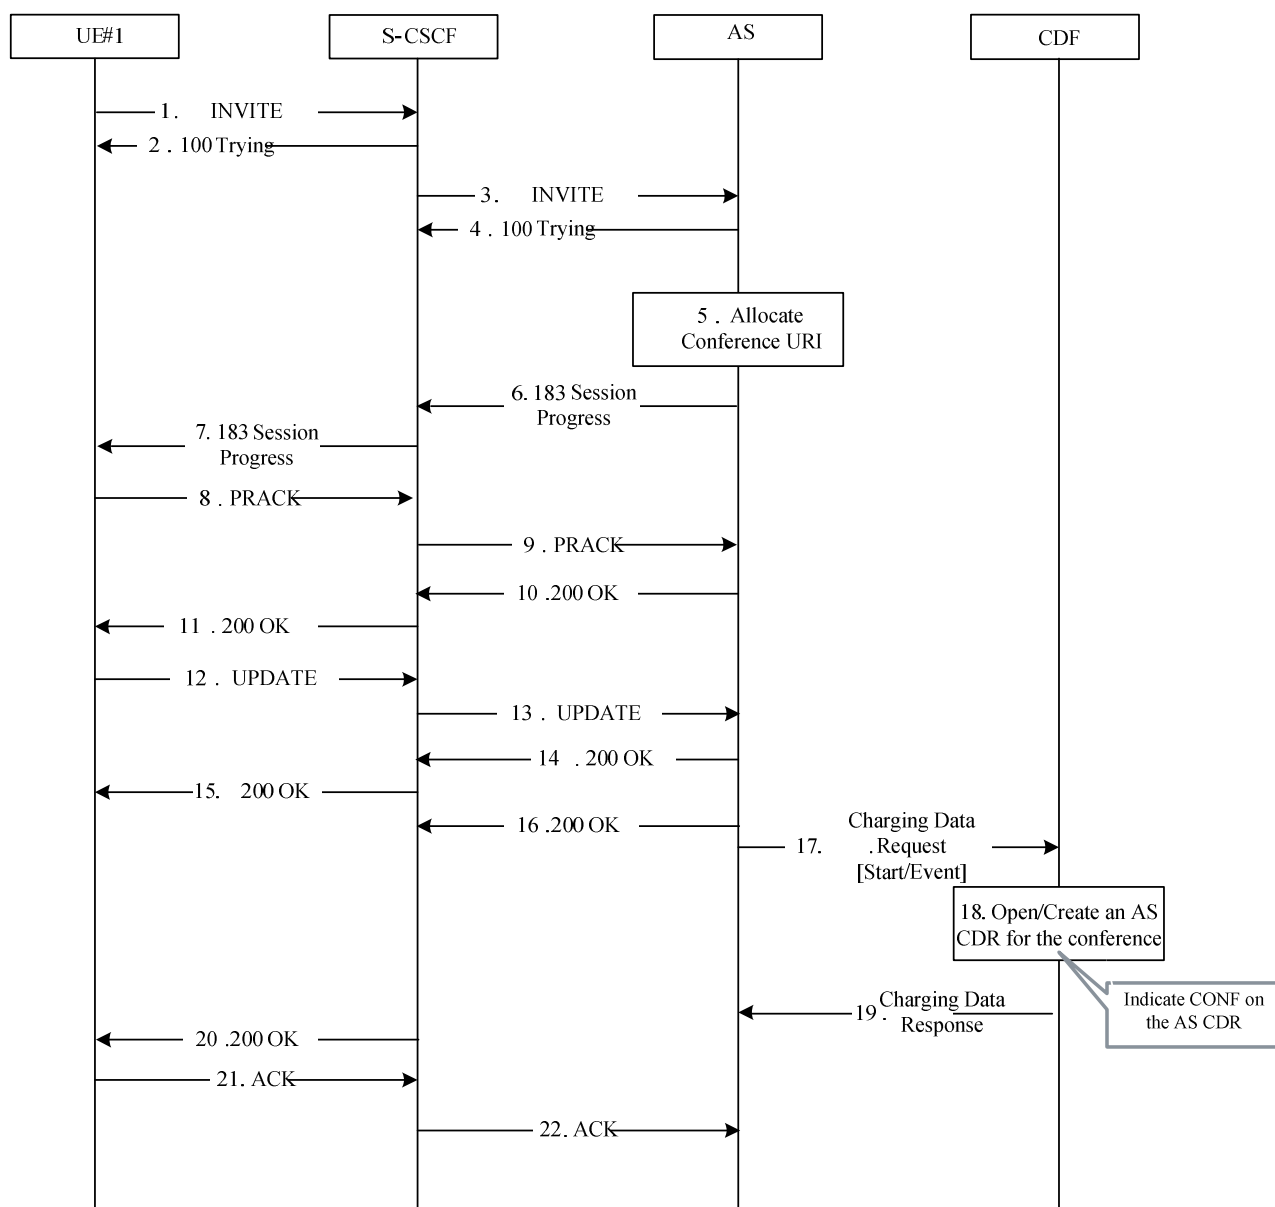 UE#1
S-CSCF
AS
CDF
1. INVITE
2 . 100 Trying
3. INVITE
4 . 100 Trying
5 . Allocate
Conference URI
6. 183 Session
Progress
7. 183 Session
Progress
8 . PRACK
9 . PRACK
10 .200 OK
11 . 200 OK
12 . UPDATE
13 . UPDATE
14 . 200 OK
15. 200 OK
16 .200 OK
17.
Charging Data
.Request
[Start/Event]
18. Open/Create an AS
CDR for the conference
Indicate CONF on
the AS CDR
19. Charging Data
Response
20 .200 OK
21. ACK
22. ACK